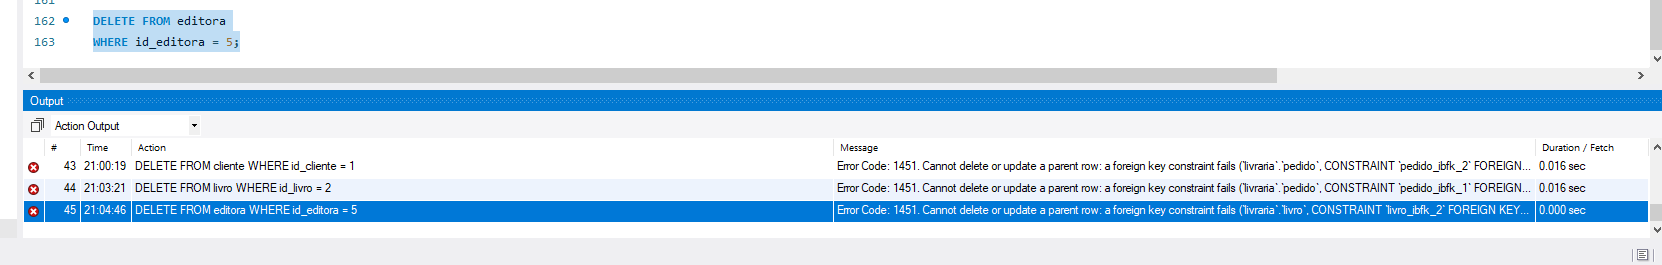 161
162 DELETE FROM editora
163 WHERE id_editora = 5;
Output
Action Output
# Time Action Message Duration / Fetch
43 21:00:19 DELETE FROM cliente WHERE id_cliente = 1 Error Code: 1451. Cannot delete or update a parent row: a foreign key constraint fails (`livraria`.`pedido`, CONSTRAINT `pedido_ibfk_2` FOREIGN... 0.016 sec
44 21:03:21 DELETE FROM livro WHERE id_livro = 2 Error Code: 1451. Cannot delete or update a parent row: a foreign key constraint fails (`livraria`.`pedido`, CONSTRAINT `pedido_ibfk_1` FOREIGN... 0.016 sec
45 21:04:46 DELETE FROM editora WHERE id_editora = 5 Error Code: 1451. Cannot delete or update a parent row: a foreign key constraint fails (`livraria`.`livro`, CONSTRAINT `livro_ibfk_2` FOREIGN KEY... 0.000 sec